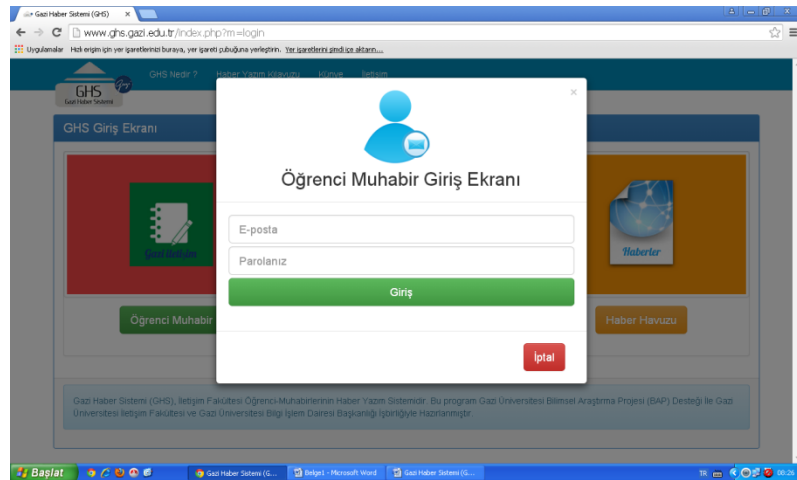 Gazi Haber Sistemi (GHS)
www.ghs.gazi.edu.tr/index.php?m=login
Uygulamalar Hızlı erişim için yer işaretlerinizi buraya, yer işareti çubuğuna yerleştirin. Yer işaretlerini şimdi içe aktarın...
GHS Nedir ? Haber Yazım Kılavuzu Künye İletişim
GHS
Gazi Haber Sistemi
GHS Giriş Ekranı
×
Öğrenci Muhabir Giriş Ekranı
E-posta
Parolanız
Giriş
İptal
Gazi İletişim
Haberler
Öğrenci Muhabir
Haber Havuzu
Gazi Haber Sistemi (GHS), İletişim Fakültesi Öğrenci-Muhabirlerinin Haber Yazım Sistemidir. Bu program Gazi Üniversitesi Bilimsel Araştırma Projesi (BAP) Desteği İle Gazi
Üniversitesi İletişim Fakültesi ve Gazi Üniversitesi Bilgi İşlem Dairesi Başkanlığı İşbirliğiyle Hazırlanmıştır.
Başlat Gazi Haber Sistemi (G... Belge1 - Microsoft Word Gazi Haber Sistemi (G... TR 08:26